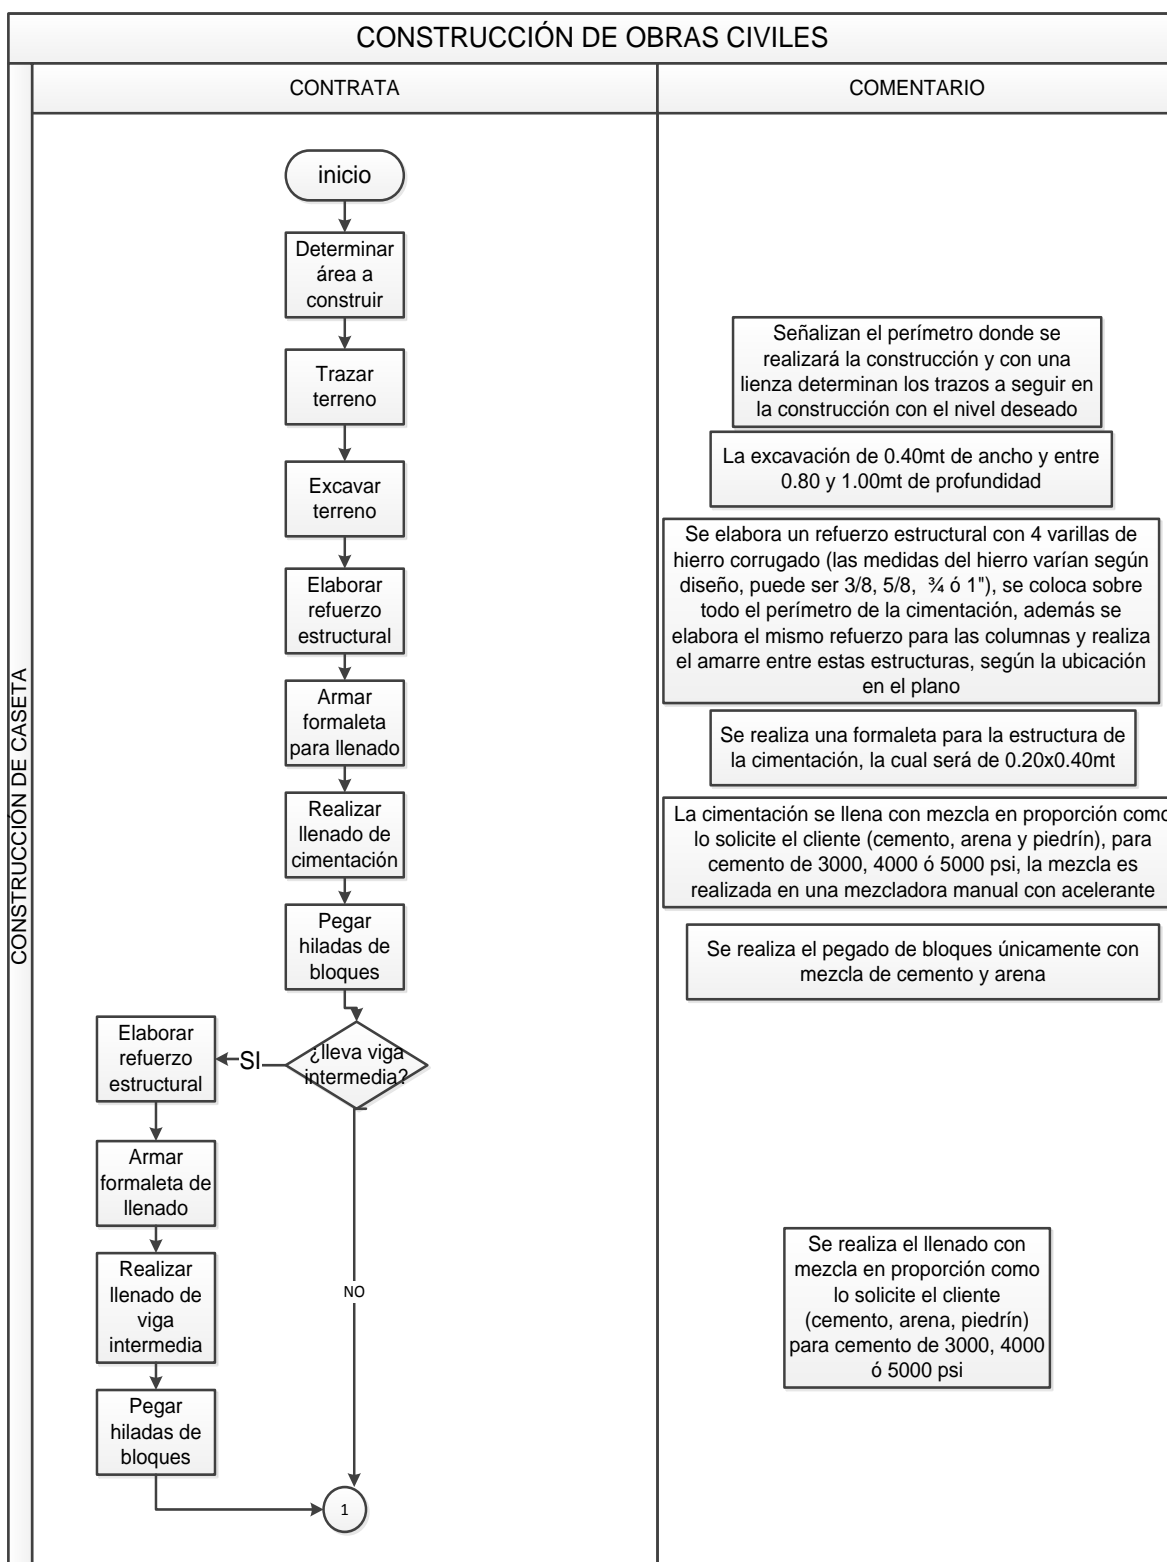 CONSTRUCCIÓN DE OBRAS CIVILES
CONTRATA
COMENTARIO
CONSTRUCCIÓN DE CASETA
inicio
Determinar
área a
construir
Trazar
terreno
Señalizan el perímetro donde se
realizará la construcción y con una
lienza determinan los trazos a seguir en
la construcción con el nivel deseado
Excavar
terreno
La excavación de 0.40mt de ancho y entre
0.80 y 1.00mt de profundidad
Elaborar
refuerzo
estructural
Se elabora un refuerzo estructural con 4 varillas de
hierro corrugado (las medidas del hierro varían según
diseño, puede ser 3/8, 5/8, ¾ ó 1"), se coloca sobre
todo el perímetro de la cimentación, además se
elabora el mismo refuerzo para las columnas y realiza
el amarre entre estas estructuras, según la ubicación
en el plano
Armar
formaleta
para llenado
Se realiza una formaleta para la estructura de
la cimentación, la cual será de 0.20x0.40mt
Realizar
llenado de
cimentación
La cimentación se llena con mezcla en proporción como
lo solicite el cliente (cemento, arena y piedrín), para
cemento de 3000, 4000 ó 5000 psi, la mezcla es
realizada en una mezcladora manual con acelerante
Pegar
hiladas de
bloques
Se realiza el pegado de bloques únicamente con
mezcla de cemento y arena
¿lleva viga
intermedia?
SI
Elaborar
refuerzo
estructural
Armar
formaleta de
llenado
Realizar
llenado de
viga
intermedia
NO
Se realiza el llenado con
mezcla en proporción como
lo solicite el cliente
(cemento, arena, piedrín)
para cemento de 3000, 4000
ó 5000 psi
Pegar
hiladas de
bloques
1